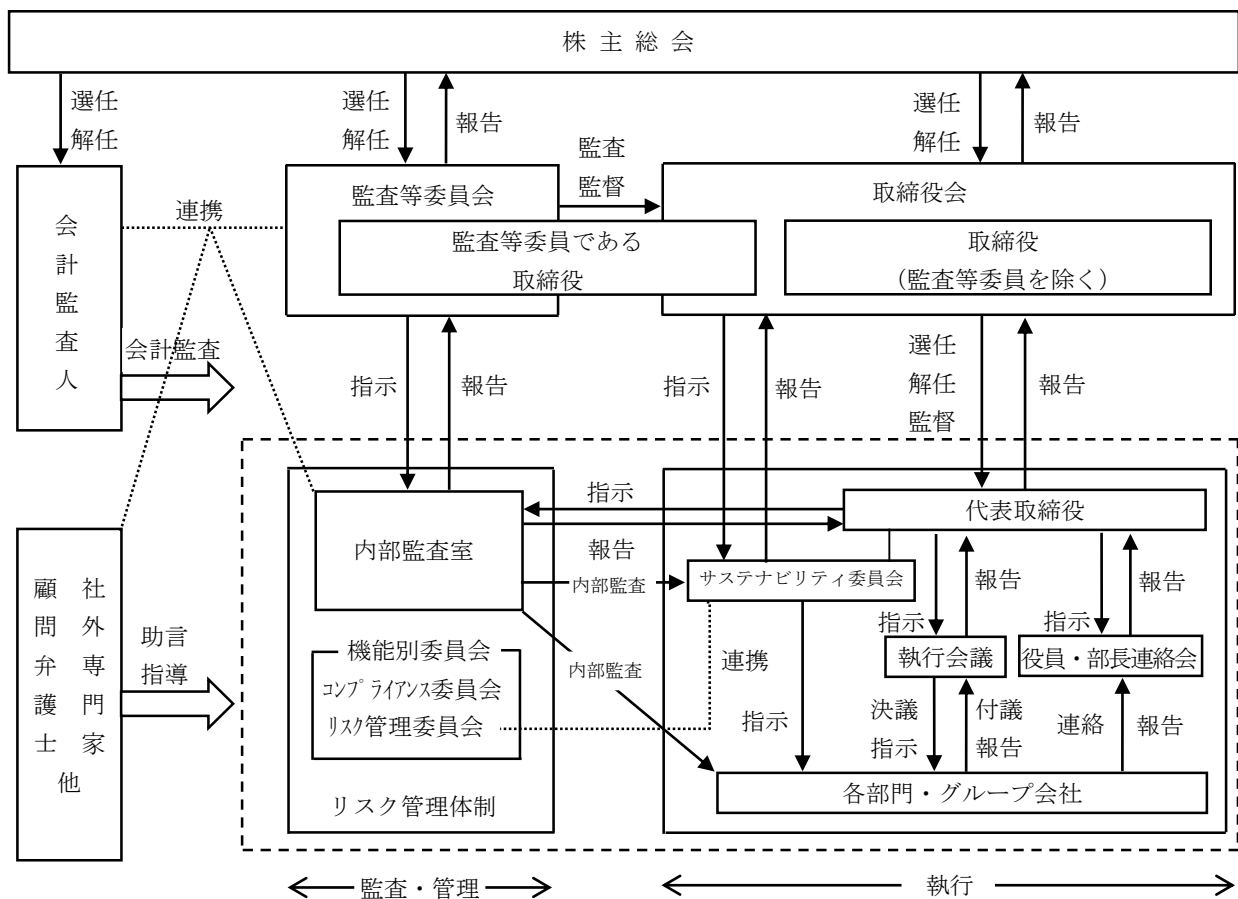 株主総会
選任
解任
選任
解任
報告
選任
解任
報告
会計監査人
連携
監査等委員会
監査等委員である
取締役
監査
監督
取締役会
取締役
（監査等委員を除く）
会計監査
指示
報告
指示
報告
選任
解任
監督
報告
内部監査室
指示
報告
代表取締役
内部監査
サステナビリティ委員会
内部監査
社外専門家
顧問弁護士
他
助言
指導
機能別委員会
コンプライアンス委員会
リスク管理委員会
リスク管理体制
連携
指示
指示
報告
執行会議
指示
報告
役員・部長連絡会
決議
指示
付議
報告
連絡
報告
各部門・グループ会社
監査・管理
執行